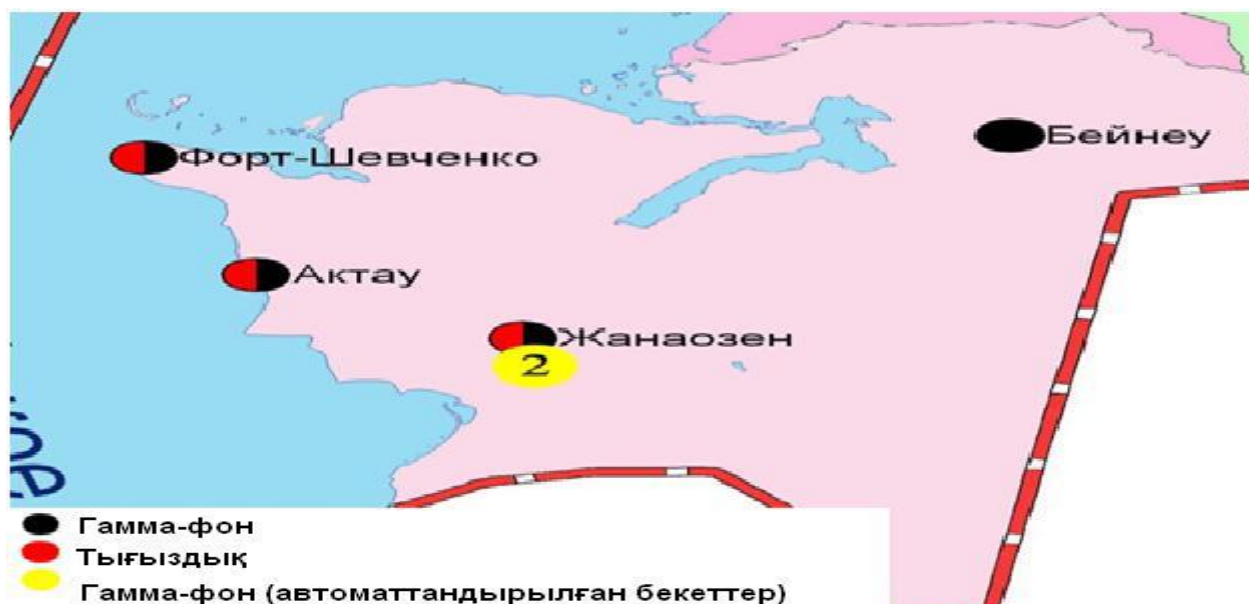 Бейнеу
Форт-Шевченко
Актау
Жанаозен
2
Гамма-фон
Тығыздық
Гамма-фон (автоматтандырылған бекеттер)